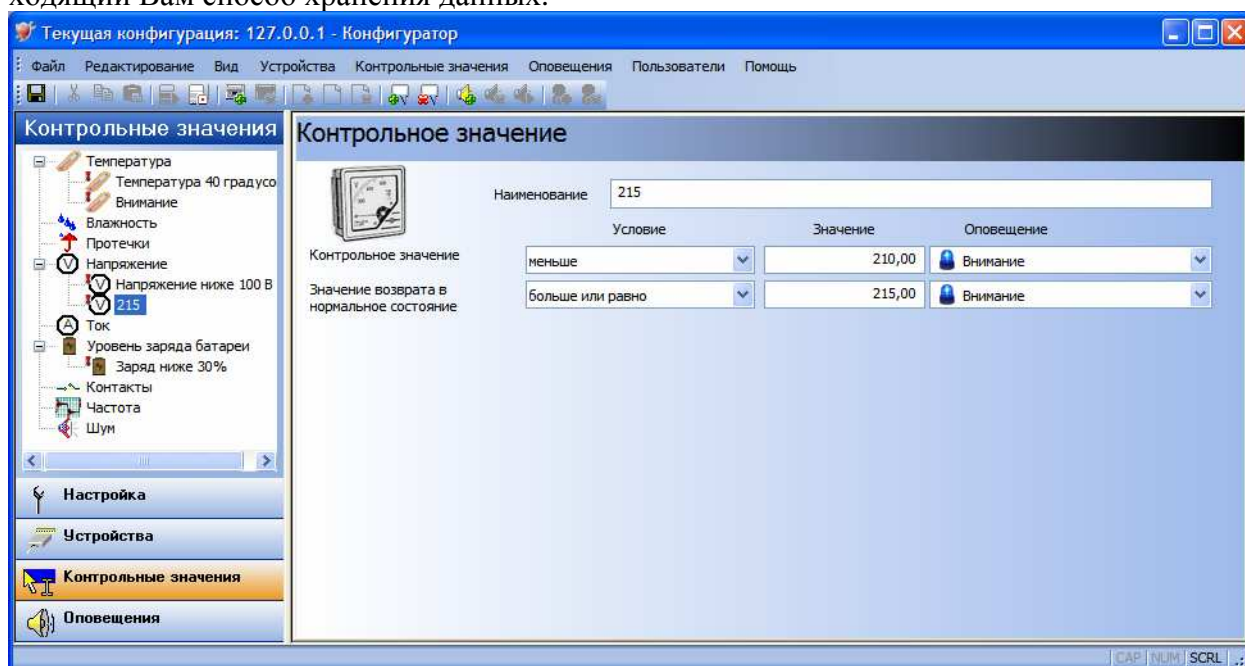 ходящий Вам способ хранения данных.
Текущая конфигурация: 127.0.0.1 - Конфигуратор
Файл Редактирование Вид Устройства Контрольные значения Оповещения Пользователи Помощь
Контрольные значения
Температура
Температура 40 градусо
Внимание
Влажность
Протечки
Напряжение
Напряжение ниже 100 В
215
Ток
Уровень заряда батареи
Заряд ниже 30%
Контакты
Частота
Шум
Настройка
Устройства
Контрольные значения
Оповещения
Контрольное значение
Наименование 215
Условие Значение Оповещение
Контрольное значение меньше 210,00 Внимание
Значение возврата в
нормальное состояние больше или равно 215,00 Внимание
CAP NUM SCRL